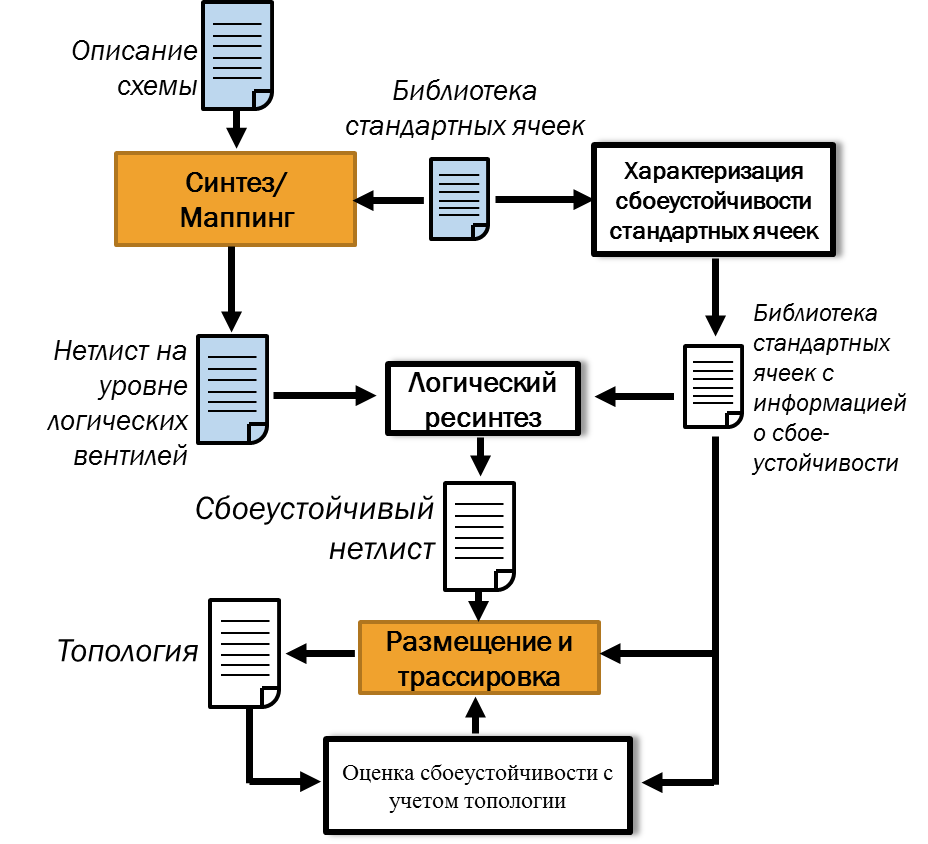 Описание
схемы
Библиотека
стандартных ячеек
Синтез/
Маппинг
Характеризация
сбоеустойчивости
стандартных ячеек
Нетлист на
уровне
логических
вентилей
Логический
ресинтез
Библиотека
стандартных
ячеек с
информацией
о сбое-
устойчивости
Сбоеустойчивый
нетлист
Топология
Размещение и
трассировка
Оценка сбоеустойчивости с
учетом топологии